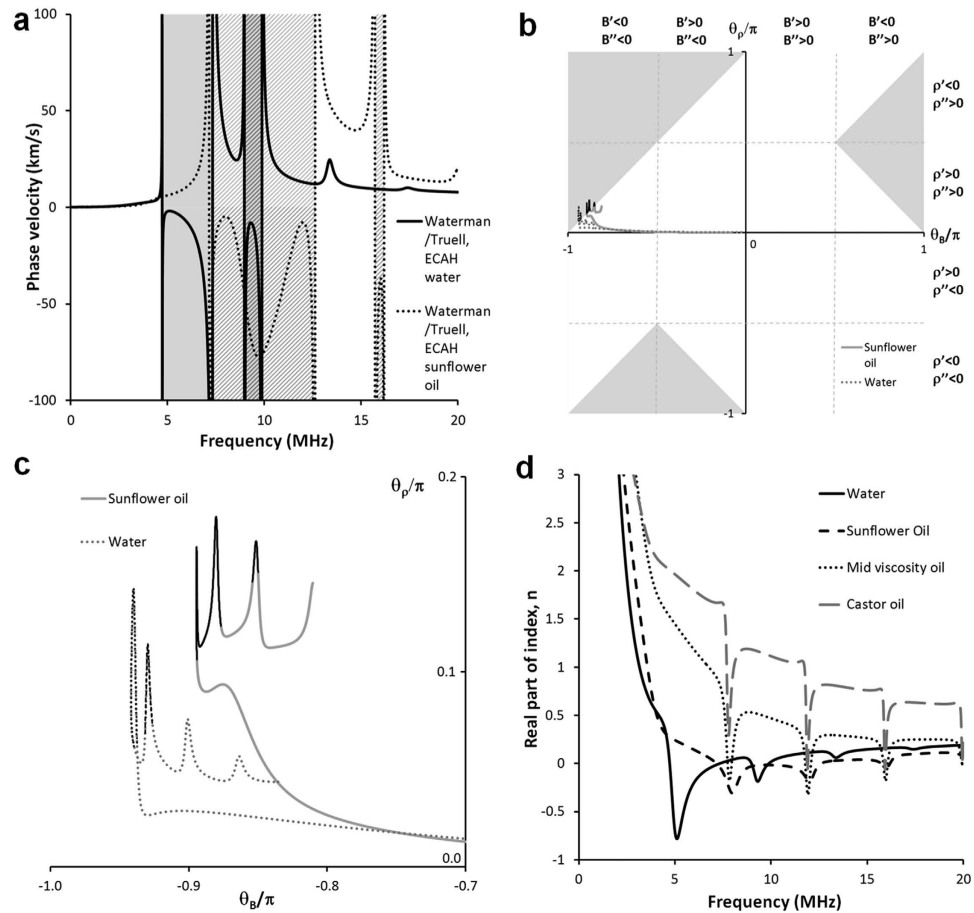 a
100
50
0
-50
-100
Phase velocity (km/s)
0
5
10
15
20
Frequency (MHz)
Waterman
/Truell,
ECAH
water
Waterman
/Truell,
ECAH
sunflower
oil
b
B'<0
B''<0
B'>0
B''<0
θρ/π
B'>0
B''>0
B'<0
B''>0
1
ρ'<0
ρ''>0
ρ'>0
ρ''>0
-1
0
1
θB/π
ρ'>0
ρ''<0
Sunflower
oil
Water
ρ'<0
ρ''<0
-1
c
θρ/π
0.2
Sunflower oil
Water
0.1
0.0
-1.0
-0.9
-0.8
-0.7
θB/π
d
3
2.5
2
1.5
1
0.5
0
-0.5
-1
Real part of index, n
Water
Sunflower Oil
Mid viscosity oil
Castor oil
0
5
10
15
20
Frequency (MHz)